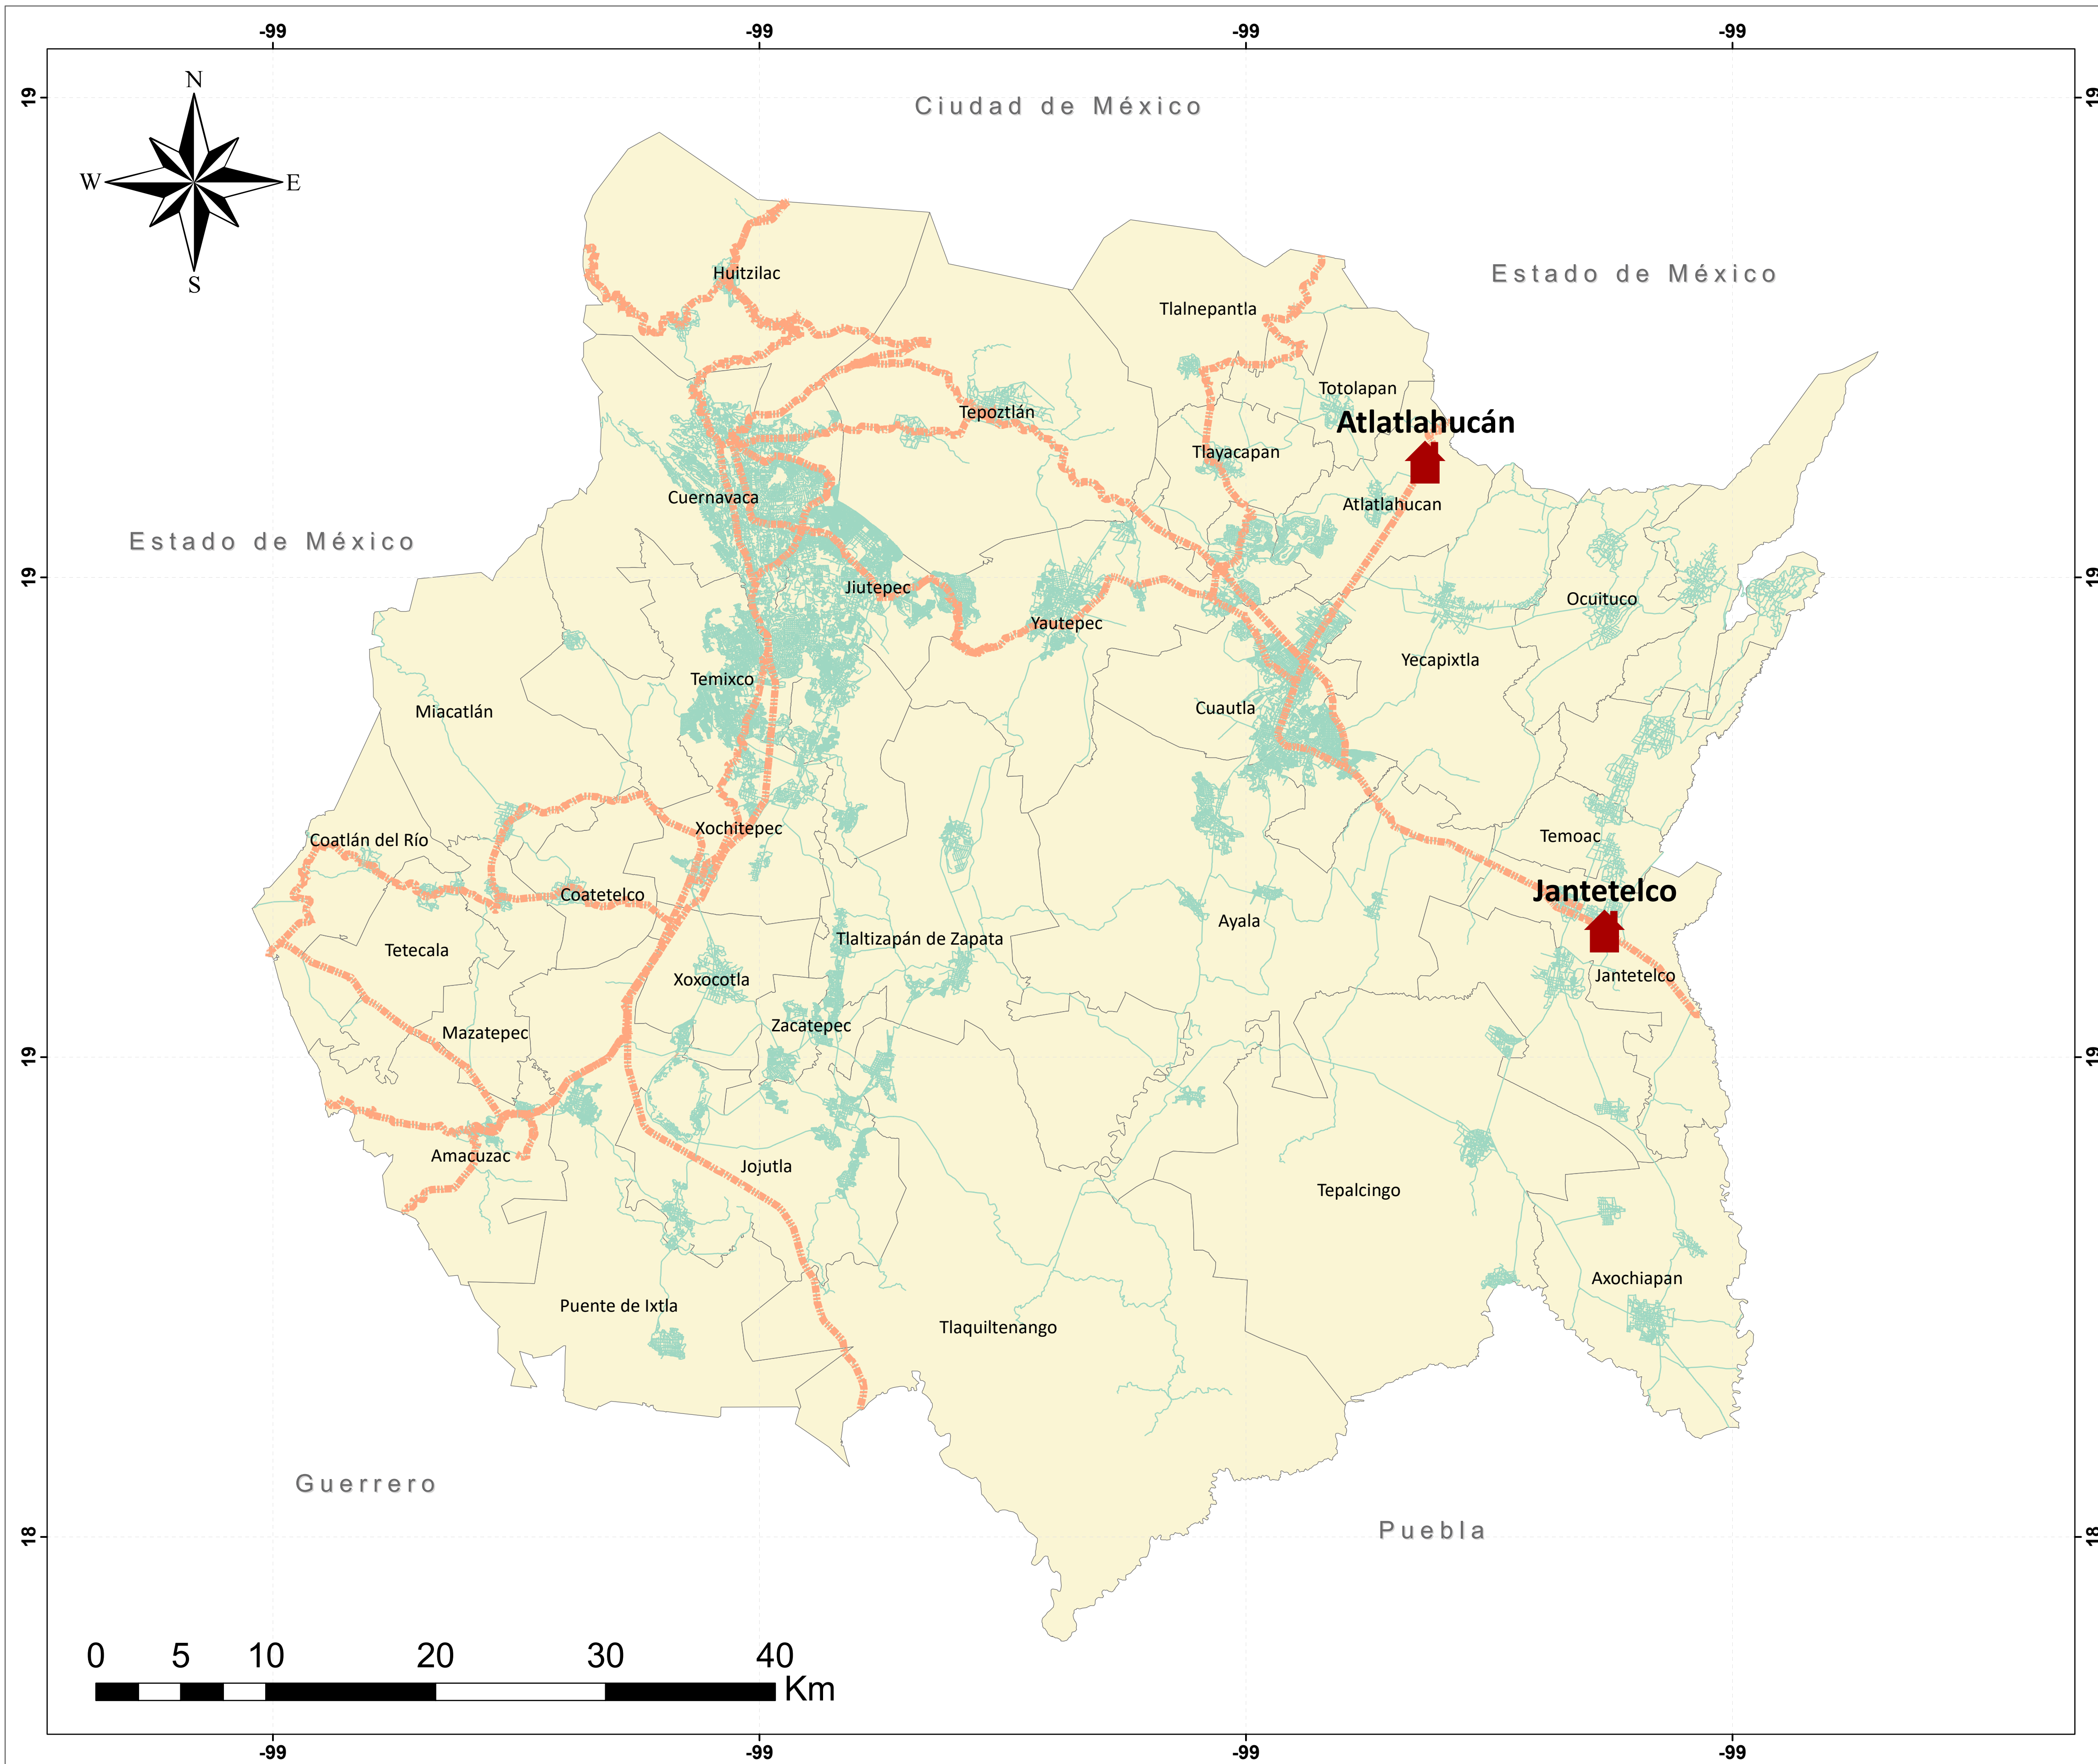 -99 -99 -99 -99
N
W E
S
19 19
Ciudad de México
Estado de México
Huitzilac
Tlalnepantla
Totolapan
Tepoztlán
Atlatlahucán
Tlayacapan
Cuernavaca
Atlatlahucan
Estado de México
19 19
Jiutepec
Ocuituco
Yautepec
Yecapixtla
Temixco
Cuautla
Miacatlán
Xochitepec
Temoac
Coatlán del Río
Jantetelco
Coatetelco
Ayala
Tlaltizapán de Zapata
Tetecala
Jantetelco
Xoxocotla
Zacatepec
Mazatepec
19 19
Amacuzac
Jojutla
Tepalcingo
Axochiapan
Puente de Ixtla
Tlaquiltenango
Guerrero
Puebla
18 18
0 5 10 20 30 40
Km
-99 -99 -99 -99